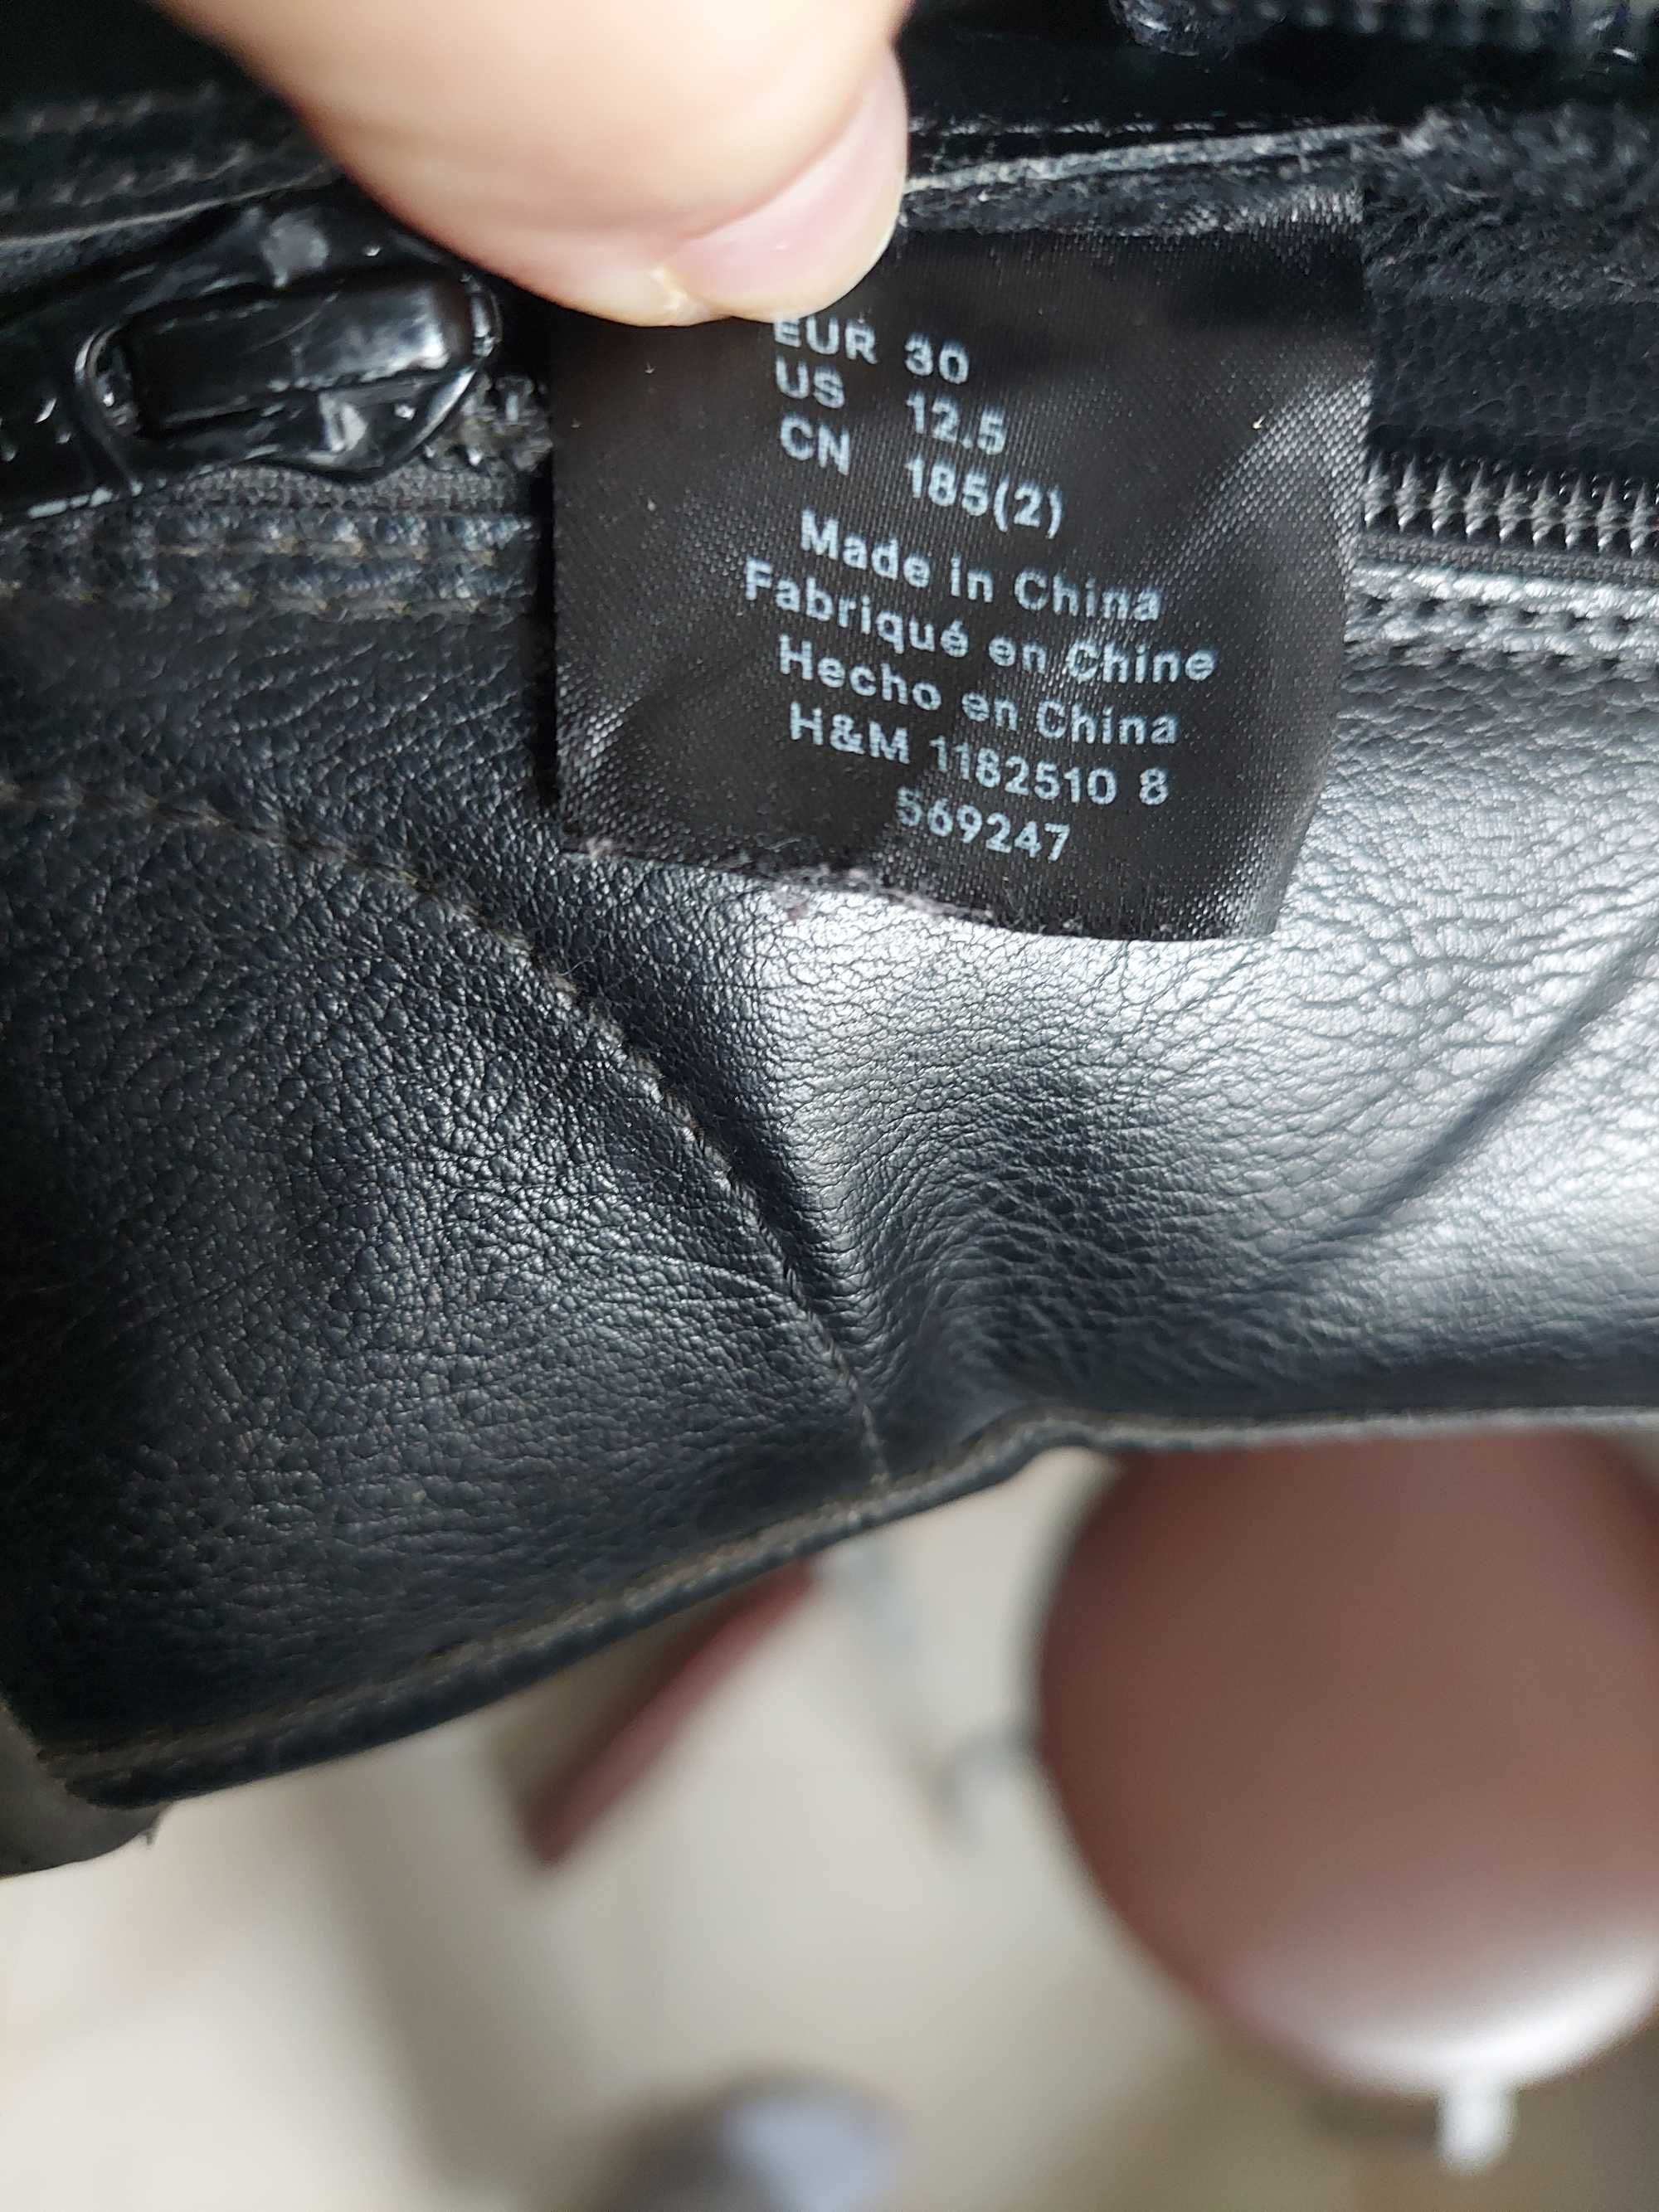 EUR 30
US 12.5
CN 185(2)
Made in China
Fabriqué en Chine
Hecho en China
H&M 1182510 8
569247